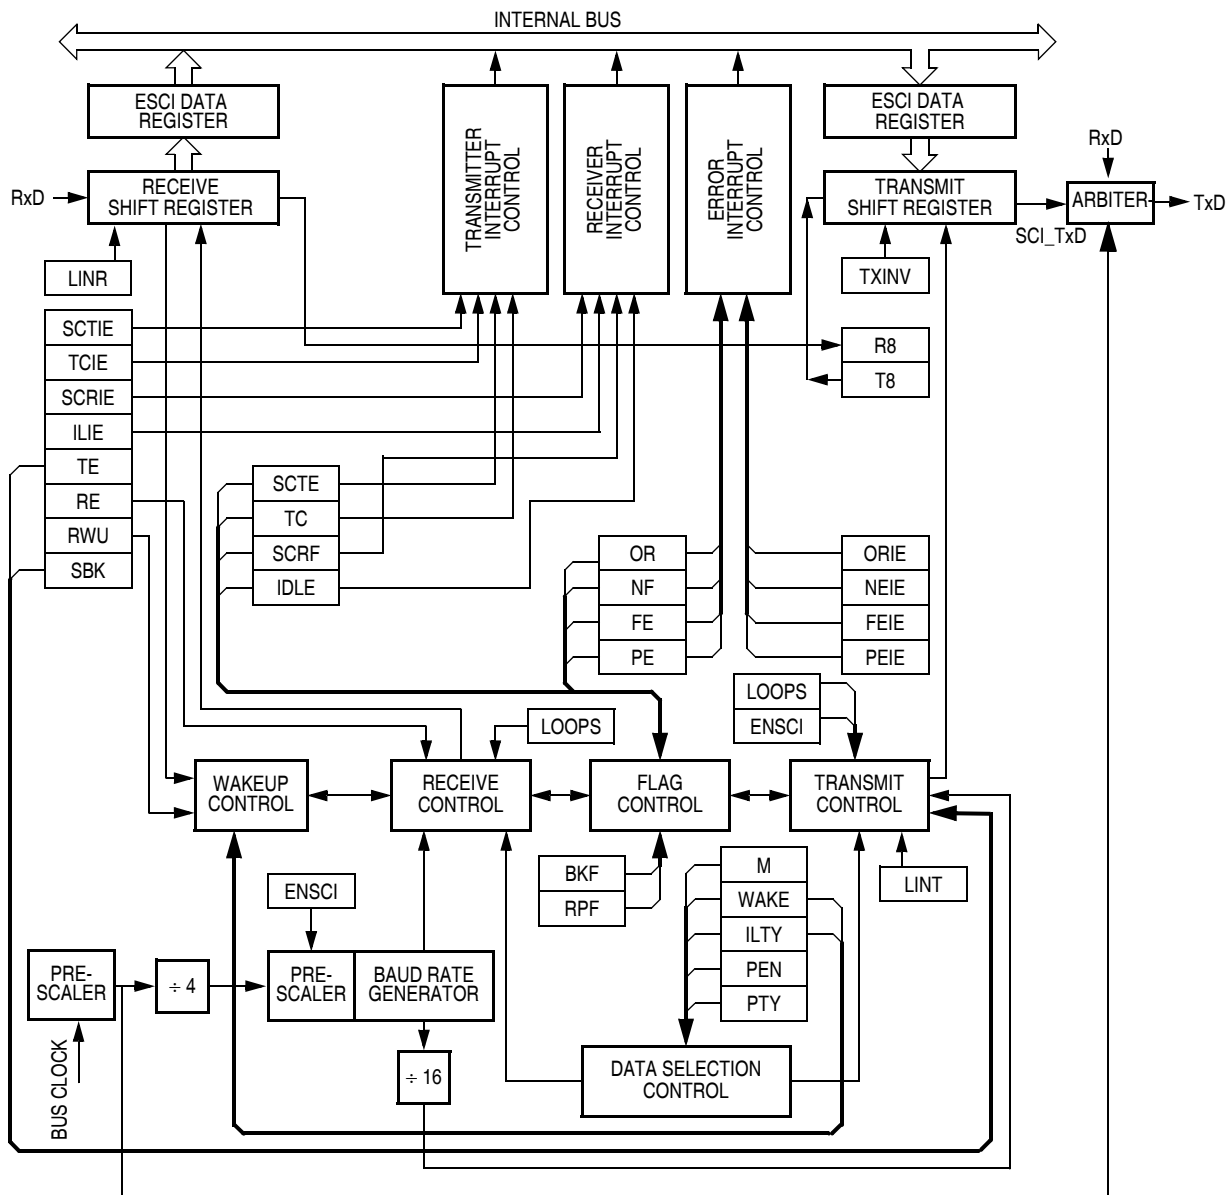 INTERNAL BUS
ESCI DATA
REGISTER
ESCI DATA
REGISTER
TRANSMITTER
INTERRUPT
CONTROL
RECEIVER
INTERRUPT
CONTROL
ERROR
INTERRUPT
CONTROL
RxD
RxD
RECEIVE
SHIFT REGISTER
TRANSMIT
SHIFT REGISTER
ARBITER
TxD
SCI_TxD
LINR
TXINV
SCTIE
TCIE
SCRIE
ILIE
TE
RE
RWU
SBK
R8
T8
SCTE
TC
SCRF
IDLE
OR
NF
FE
PE
ORIE
NEIE
FEIE
PEIE
LOOPS
ENSCI
LOOPS
WAKEUP
CONTROL
RECEIVE
CONTROL
FLAG
CONTROL
TRANSMIT
CONTROL
BKF
RPF
M
WAKE
ILTY
PEN
PTY
LINT
ENSCI
PRE-
SCALER
÷ 4
PRE-
SCALER
BAUD RATE
GENERATOR
BUS CLOCK
÷ 16
DATA SELECTION
CONTROL